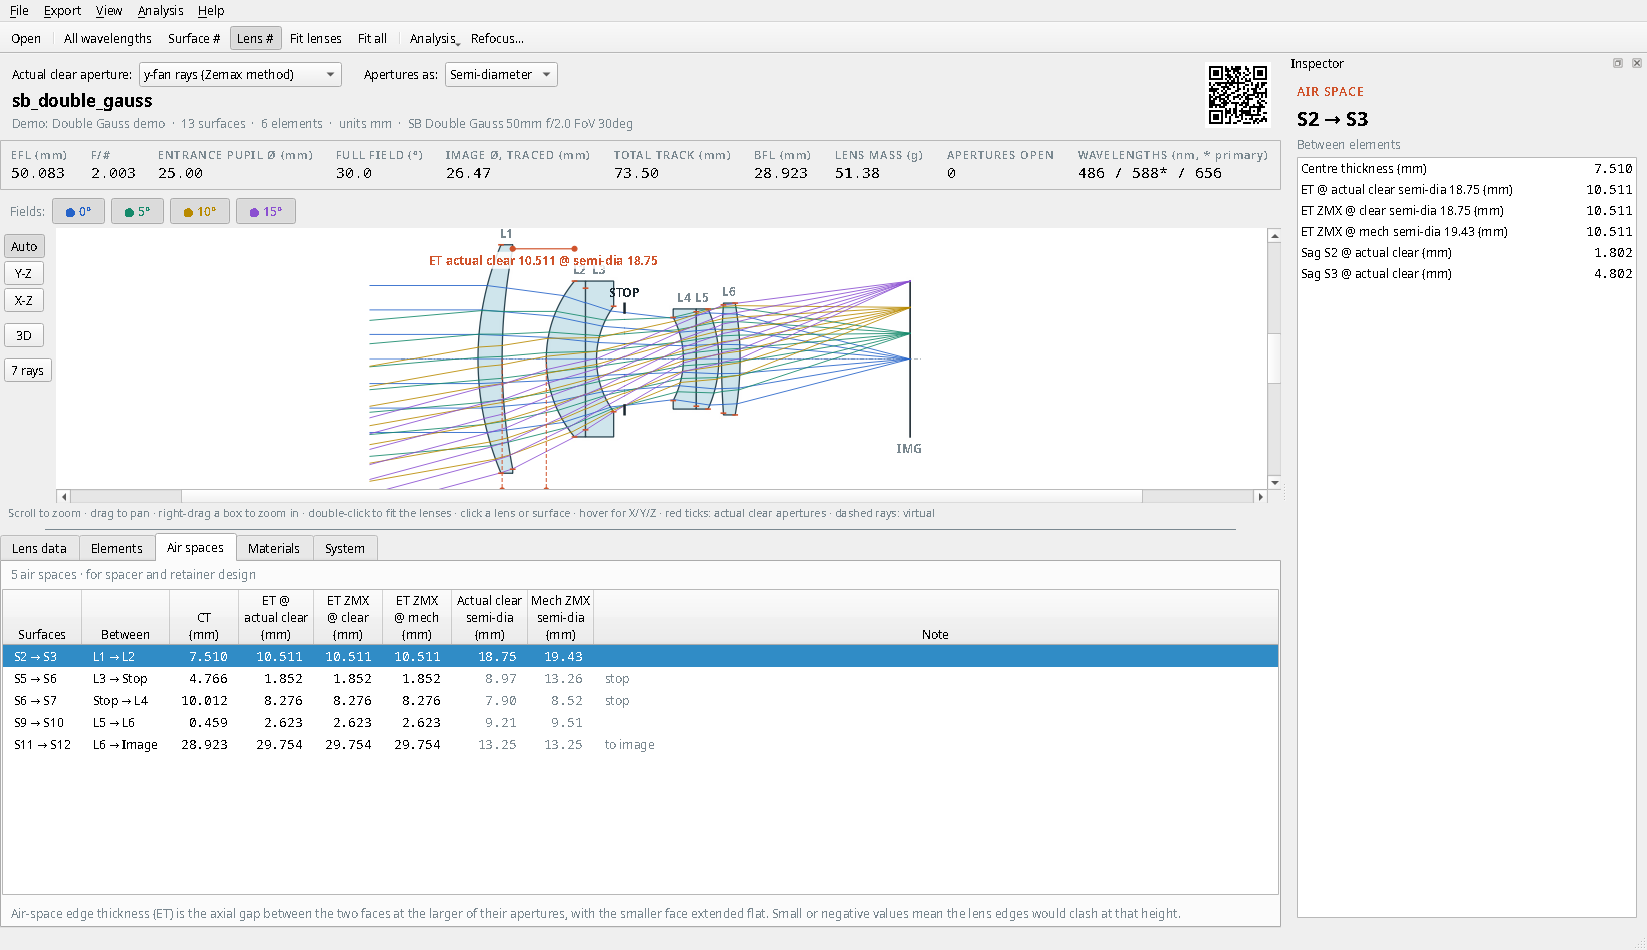 File Export View Analysis Help
Open All wavelengths Surface # Lens # Fit lenses Fit all Analysis Refocus...
Actual clear aperture: y-fan rays (Zemax method) Apertures as: Semi-diameter
sb_double_gauss
Demo: Double Gauss demo · 13 surfaces · 6 elements · units mm · SB Double Gauss 50mm f/2.0 FoV 30deg
EFL (mm) F/# ENTRANCE PUPIL Ø (mm) FULL FIELD (°) IMAGE Ø, TRACED (mm) TOTAL TRACK (mm) BFL (mm) LENS MASS (g) APERTURES OPEN WAVELENGTHS (nm, * primary)
50.083 2.003 25.00 30.0 26.47 73.50 28.923 51.38 0 486 / 588* / 656
Fields: 0° 5° 10° 15°
Auto
Y-Z
X-Z
3D
7 rays
L1
ET actual clear 10.511 @ semi-dia 18.75
L2 L3
STOP
L4 L5 L6
IMG
Scroll to zoom · drag to pan · right-drag a box to zoom in · double-click to fit the lenses · click a lens or surface · hover for X/Y/Z · red ticks: actual clear apertures · dashed rays: virtual
Lens data Elements Air spaces Materials System
5 air spaces · for spacer and retainer design
Surfaces Between CT (mm) ET @ actual clear (mm) ET ZMX @ clear (mm) ET ZMX @ mech (mm) Actual clear semi-dia (mm) Mech ZMX semi-dia (mm) Note
S2 → S3 L1 → L2 7.510 10.511 10.511 10.511 18.75 19.43
S5 → S6 L3 → Stop 4.766 1.852 1.852 1.852 8.97 13.26 stop
S6 → S7 Stop → L4 10.012 8.276 8.276 8.276 7.90 8.52 stop
S9 → S10 L5 → L6 0.459 2.623 2.623 2.623 9.21 9.51
S11 → S12 L6 → Image 28.923 29.754 29.754 29.754 13.25 13.25 to image
Air-space edge thickness (ET) is the axial gap between the two faces at the larger of their apertures, with the smaller face extended flat. Small or negative values mean the lens edges would clash at that height.
Inspector
AIR SPACE
S2 → S3
Between elements
Centre thickness (mm) 7.510
ET @ actual clear semi-dia 18.75 (mm) 10.511
ET ZMX @ clear semi-dia 18.75 (mm) 10.511
ET ZMX @ mech semi-dia 19.43 (mm) 10.511
Sag S2 @ actual clear (mm) 1.802
Sag S3 @ actual clear (mm) 4.802